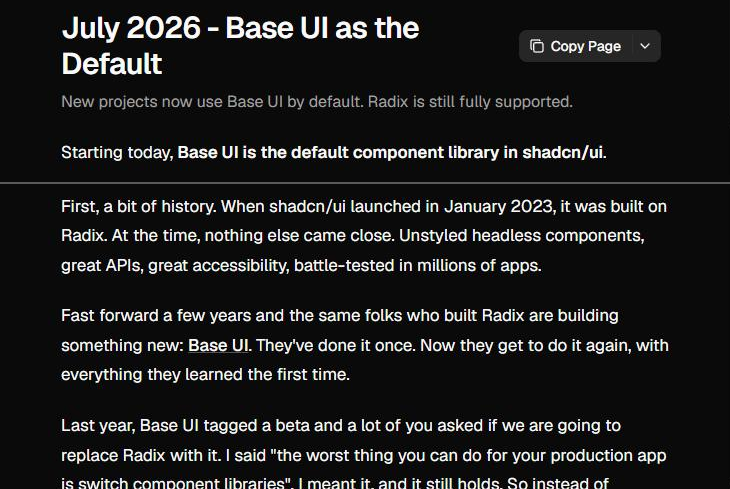 July 2026 - Base UI as the
Default
Copy Page
New projects now use Base UI by default. Radix is still fully supported.
Starting today, Base UI is the default component library in shadcn/ui.
First, a bit of history. When shadcn/ui launched in January 2023, it was built on
Radix. At the time, nothing else came close. Unstyled headless components,
great APIs, great accessibility, battle-tested in millions of apps.
Fast forward a few years and the same folks who built Radix are building
something new: Base UI. They've done it once. Now they get to do it again, with
everything they learned the first time.
Last year, Base UI tagged a beta and a lot of you asked if we are going to
replace Radix with it. I said "the worst thing you can do for your production app
is switch component libraries". I meant it, and it still holds. So instead of